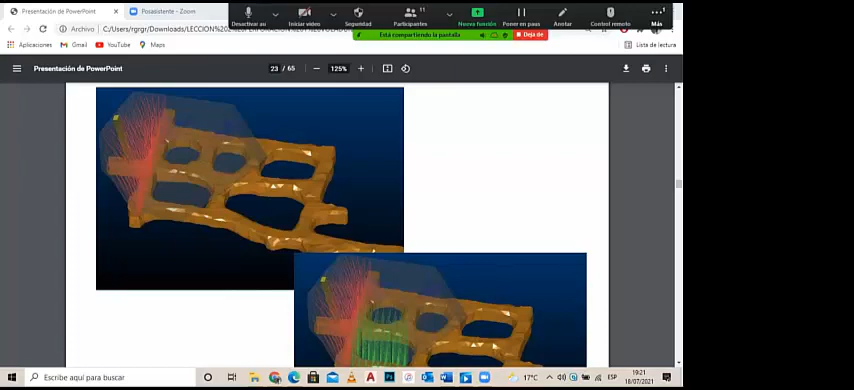 Presentación de PowerPoint
Posasistente - Zoom
Desactivar au
Iniciar video
Seguridad
Participantes
11
Nueva función
Poner en paus
Anotar
Control remoto
Más
Está compartiendo la pantalla
Deja de
Archivo
C:/Users/rgrgr/Downloads/LECCION
Aplicaciones
Gmail
YouTube
Maps
Lista de lectura
Presentación de PowerPoint
23 / 65
125%
Escribe aquí para buscar
17°C
ESP
19:21
18/07/2021